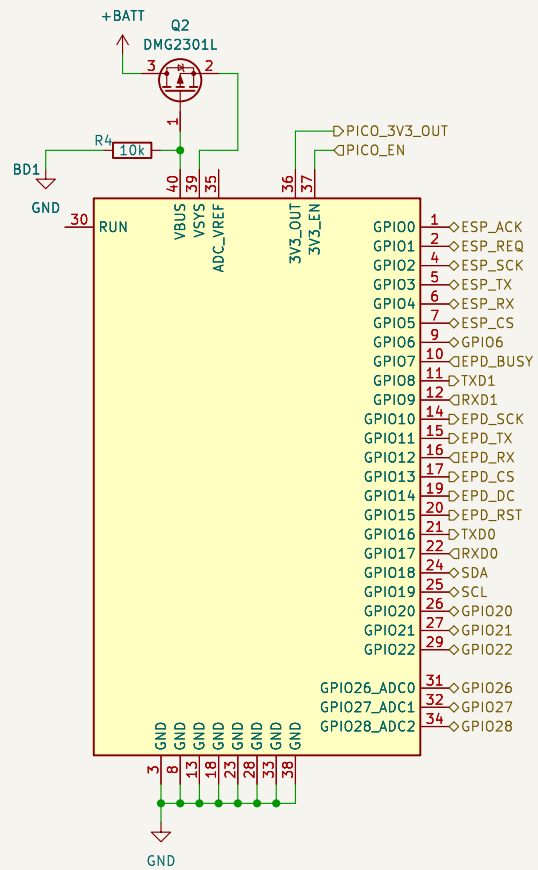 +BATT
Q2
DMG2301L
3
2
1
R4
10k
BD1
GND
PICO_3V3_OUT
PICO_EN
40
39
35
36
37
30
RUN
VBUS
VSYS
ADC_VREF
3V3_OUT
3V3_EN
GPIO0 1 ESP_ACK
GPIO1 2 ESP_REQ
GPIO2 4 ESP_SCK
GPIO3 5 ESP_TX
GPIO4 6 ESP_RX
GPIO5 7 ESP_CS
GPIO6 9 GPIO6
GPIO7 10 EPD_BUSY
GPIO8 11 TXD1
GPIO9 12 RXD1
GPIO10 14 EPD_SCK
GPIO11 15 EPD_TX
GPIO12 16 EPD_RX
GPIO13 17 EPD_CS
GPIO14 19 EPD_DC
GPIO15 20 EPD_RST
GPIO16 21 TXD0
GPIO17 22 RXD0
GPIO18 24 SDA
GPIO19 25 SCL
GPIO20 26 GPIO20
GPIO21 27 GPIO21
GPIO22 29 GPIO22
GPIO26_ADC0 31 GPIO26
GPIO27_ADC1 32 GPIO27
GPIO28_ADC2 34 GPIO28
GND GND GND GND GND GND GND GND
3 8 13 18 23 28 33 38
GND